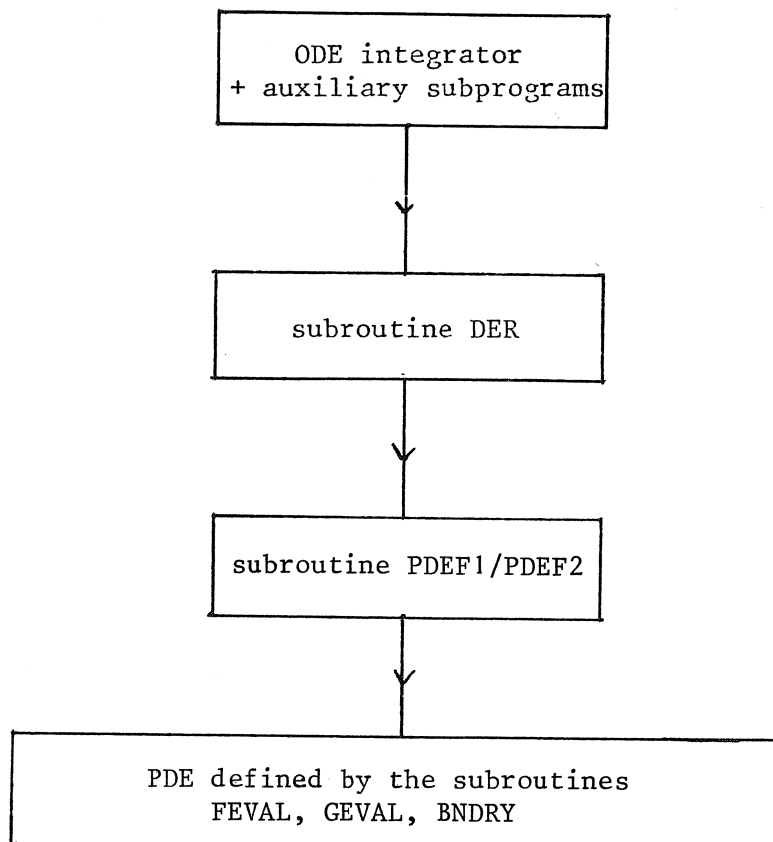 ODE integrator
+ auxiliary subprograms
subroutine DER
subroutine PDEF1/PDEF2
PDE defined by the subroutines
FEVAL, GEVAL, BNDRY